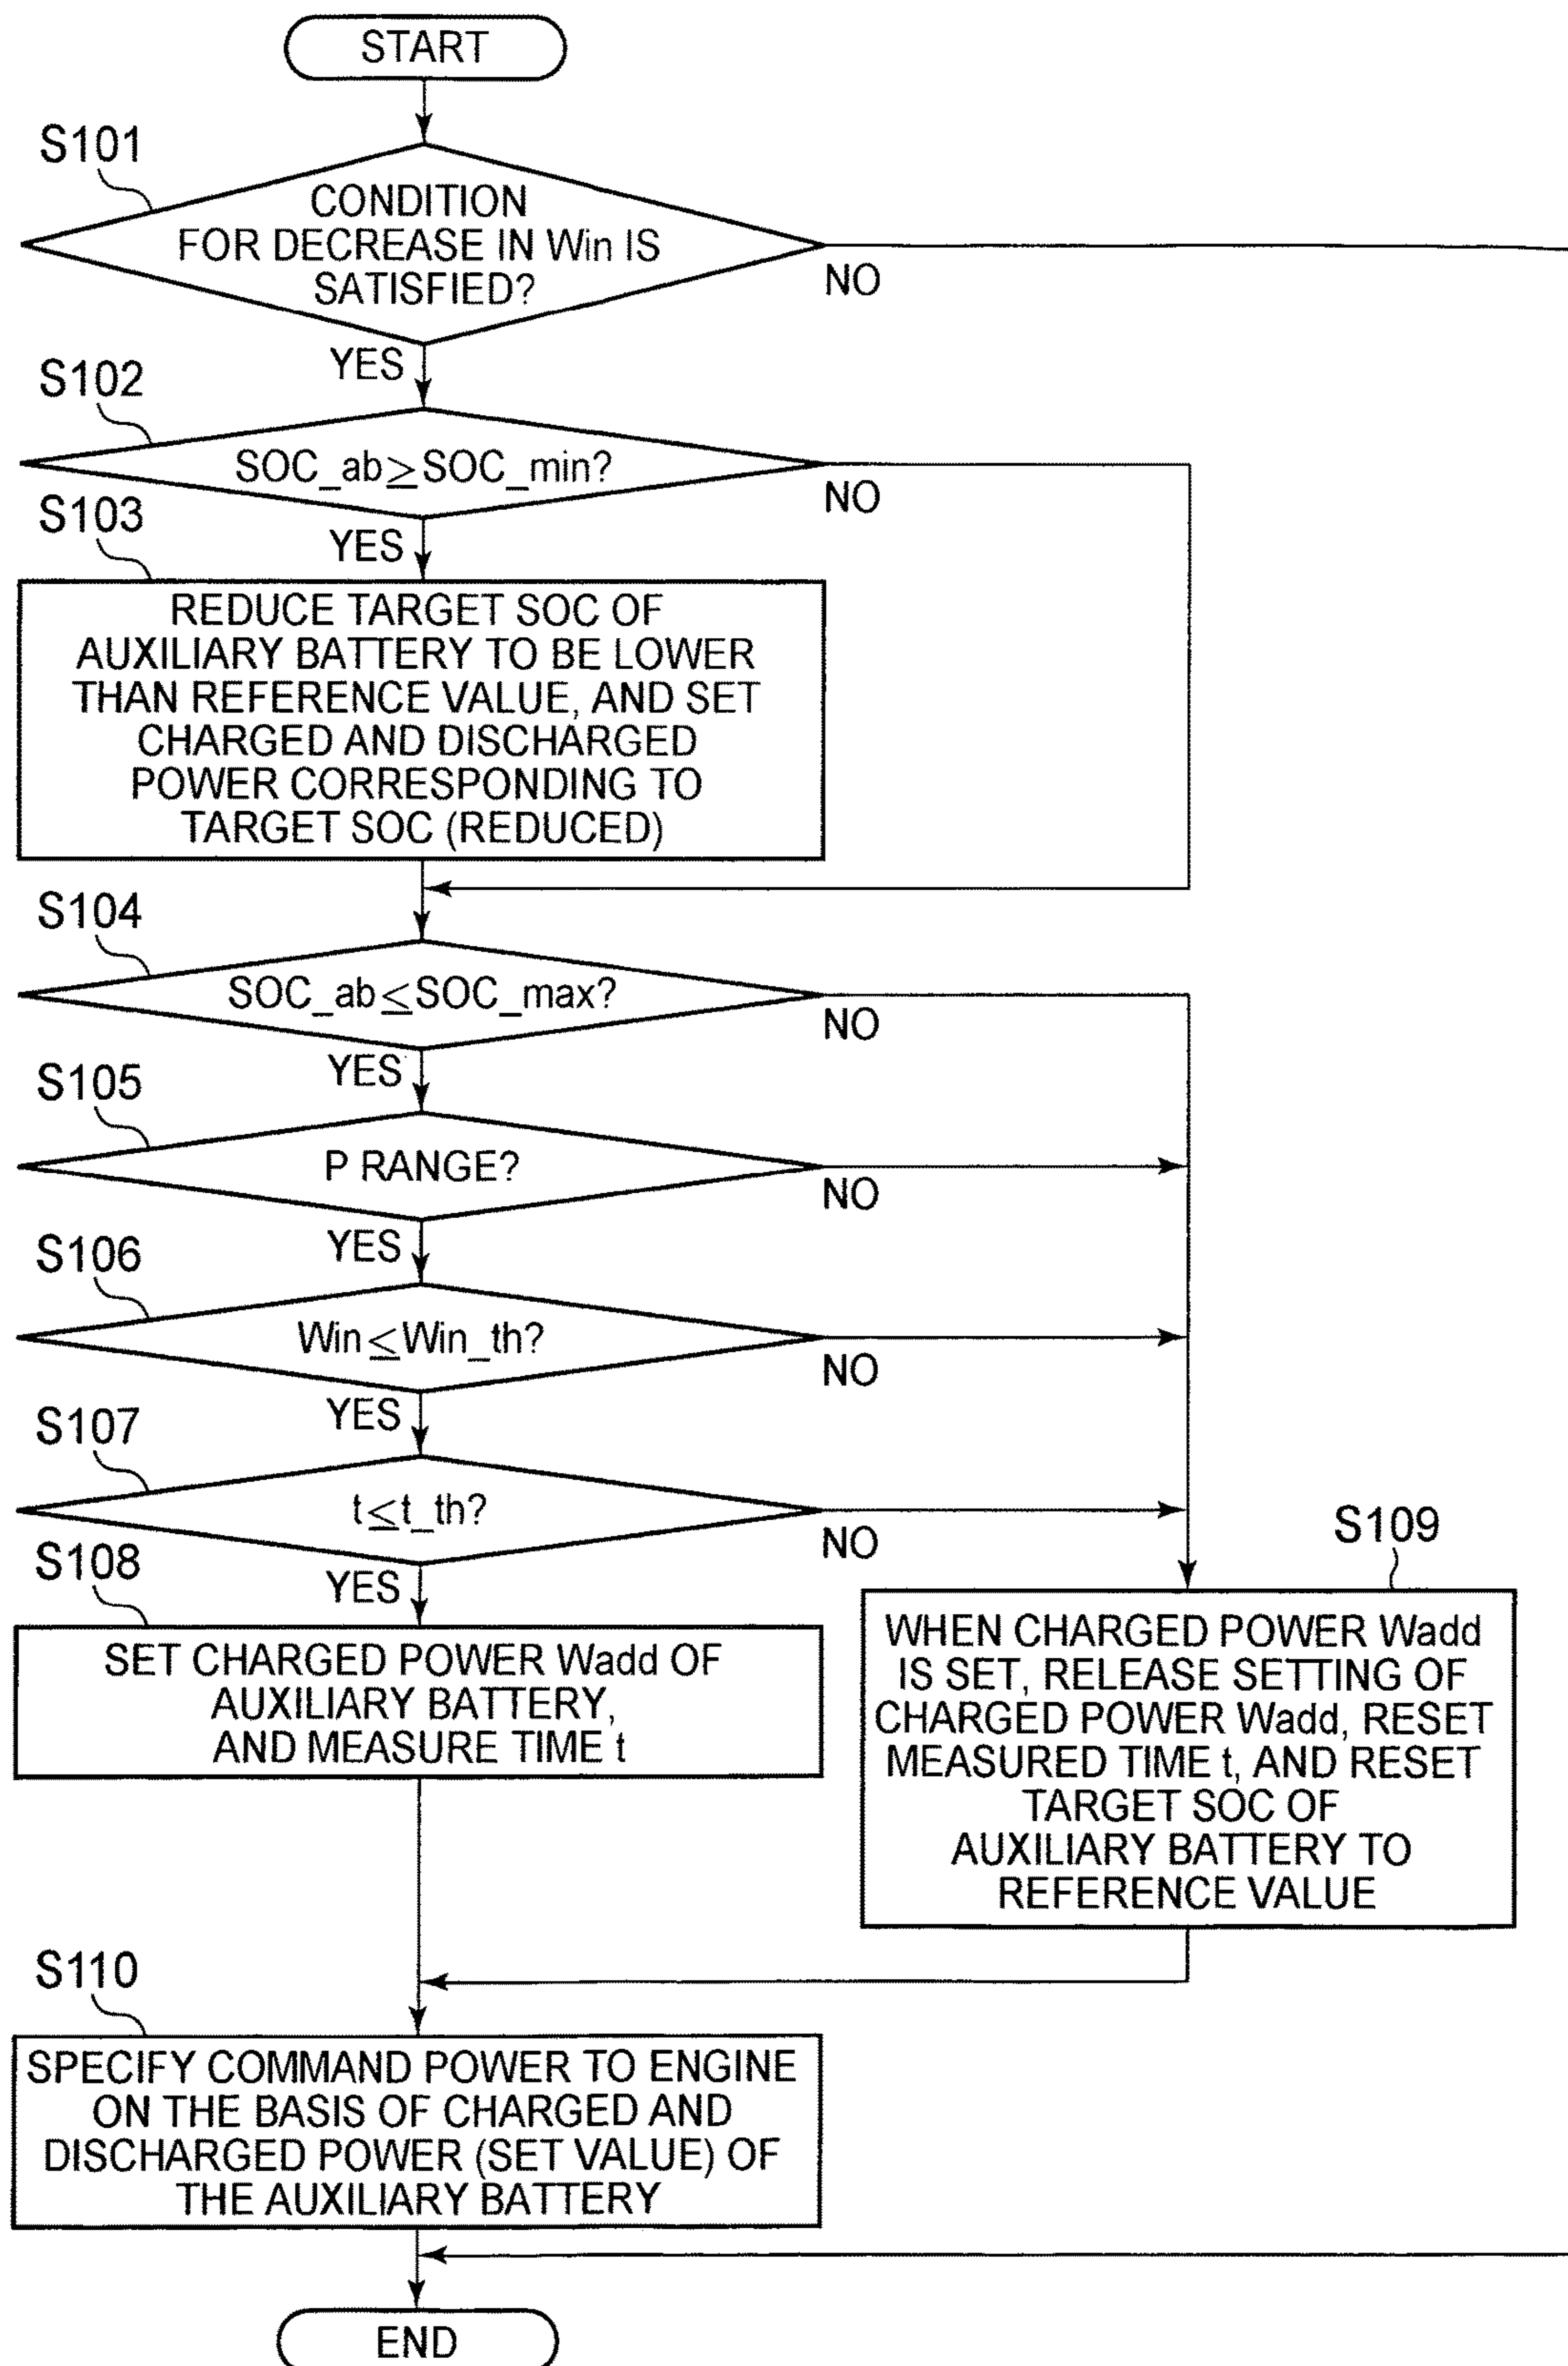 START
S101
CONDITION
FOR DECREASE IN Win IS
SATISFIED?
NO
YES
S102
SOC_ab≥SOC_min?
NO
YES
S103
REDUCE TARGET SOC OF
AUXILIARY BATTERY TO BE LOWER
THAN REFERENCE VALUE, AND SET
CHARGED AND DISCHARGED
POWER CORRESPONDING TO
TARGET SOC (REDUCED)
S104
SOC_ab≤SOC_max?
NO
YES
S105
P RANGE?
NO
YES
S106
Win≤Win_th?
NO
YES
S107
t≤t_th?
NO
YES
S108
SET CHARGED POWER Wadd OF
AUXILIARY BATTERY,
AND MEASURE TIME t
S109
WHEN CHARGED POWER Wadd
IS SET, RELEASE SETTING OF
CHARGED POWER Wadd, RESET
MEASURED TIME t, AND RESET
TARGET SOC OF
AUXILIARY BATTERY TO
REFERENCE VALUE
S110
SPECIFY COMMAND POWER TO ENGINE
ON THE BASIS OF CHARGED AND
DISCHARGED POWER (SET VALUE) OF
THE AUXILIARY BATTERY
END